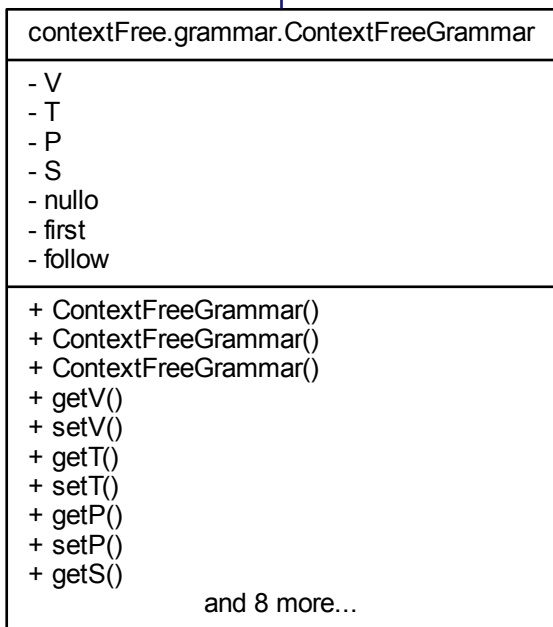 contextFree.grammar.ContextFreeGrammar
- V
- T
- P
- S
- nullo
- first
- follow
+ ContextFreeGrammar()
+ ContextFreeGrammar()
+ ContextFreeGrammar()
+ getV()
+ setV()
+ getT()
+ setT()
+ getP()
+ setP()
+ getS()
and 8 more...